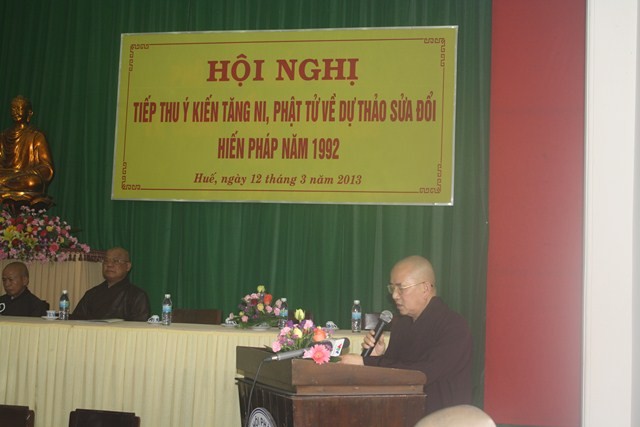 HỘI NGHỊ
TIẾP THU Ý KIẾN TĂNG NI, PHẬT TỬ VỀ DỰ THẢO SỬA ĐỔI
HIẾN PHÁP NĂM 1992
Huế, ngày 12 tháng 3 năm 2013